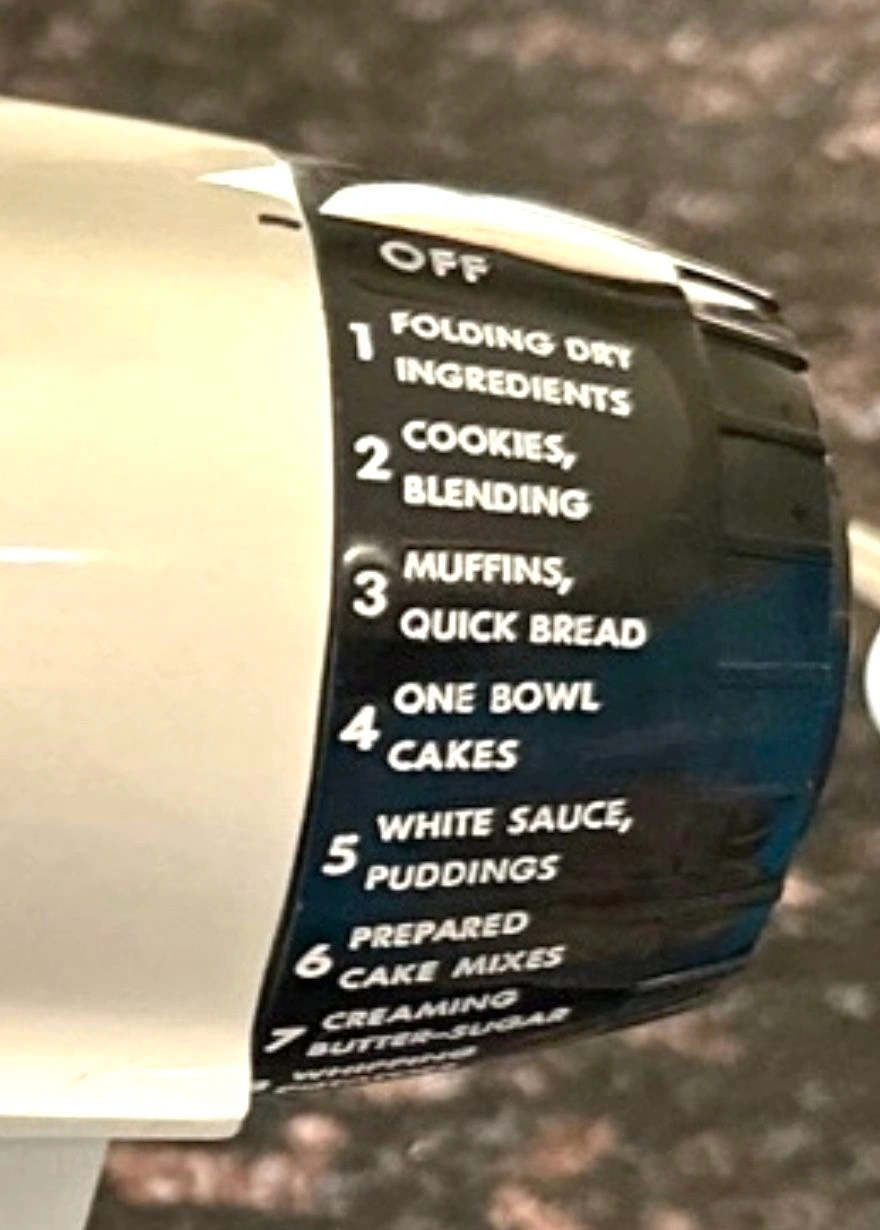 OFF
1 FOLDING DRY
INGREDIENTS
2 COOKIES,
BLENDING
3 MUFFINS,
QUICK BREAD
4 ONE BOWL
CAKES
5 WHITE SAUCE,
PUDDINGS
6 PREPARED
CAKE MIXES
7 CREAMING
BUTTER-SUGAR
WHIPPING